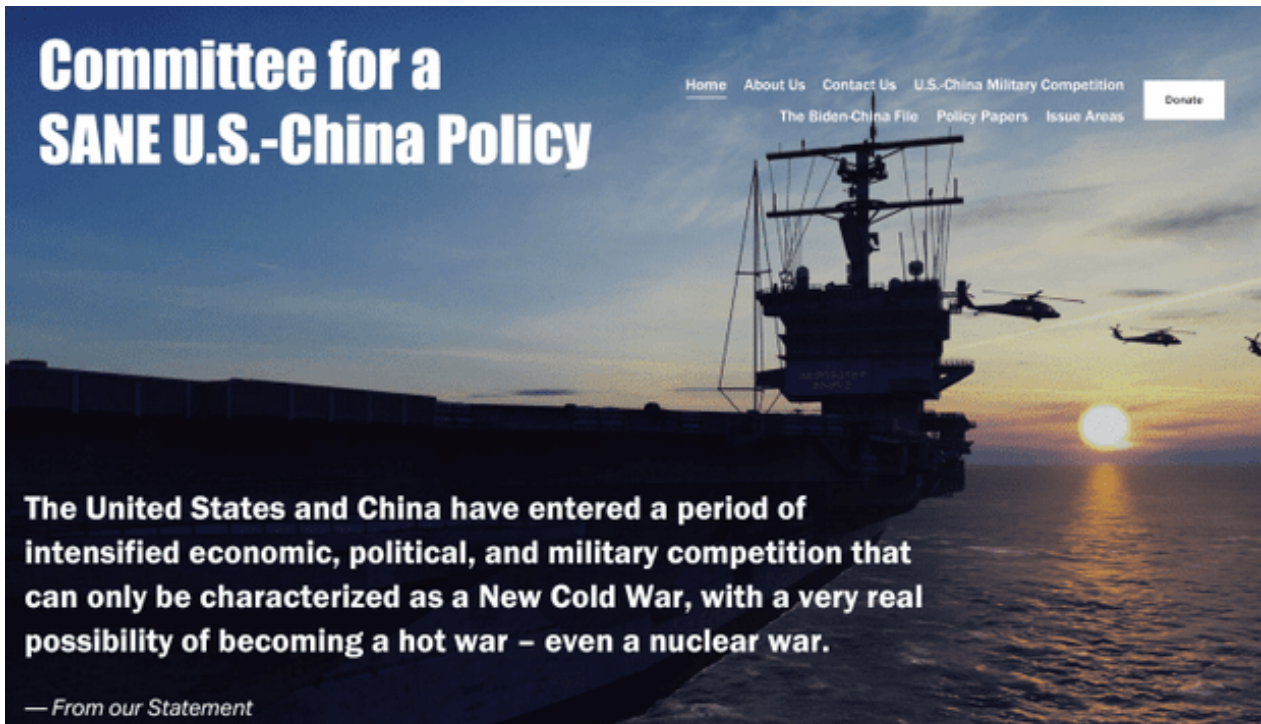 Committee for a
SANE U.S.-China Policy
Home About Us Contact Us U.S.-China Military Competition
The Biden-China File Policy Papers Issue Areas
Donate
The United States and China have entered a period of
intensified economic, political, and military competition that
can only be characterized as a New Cold War, with a very real
possibility of becoming a hot war – even a nuclear war.
— From our Statement